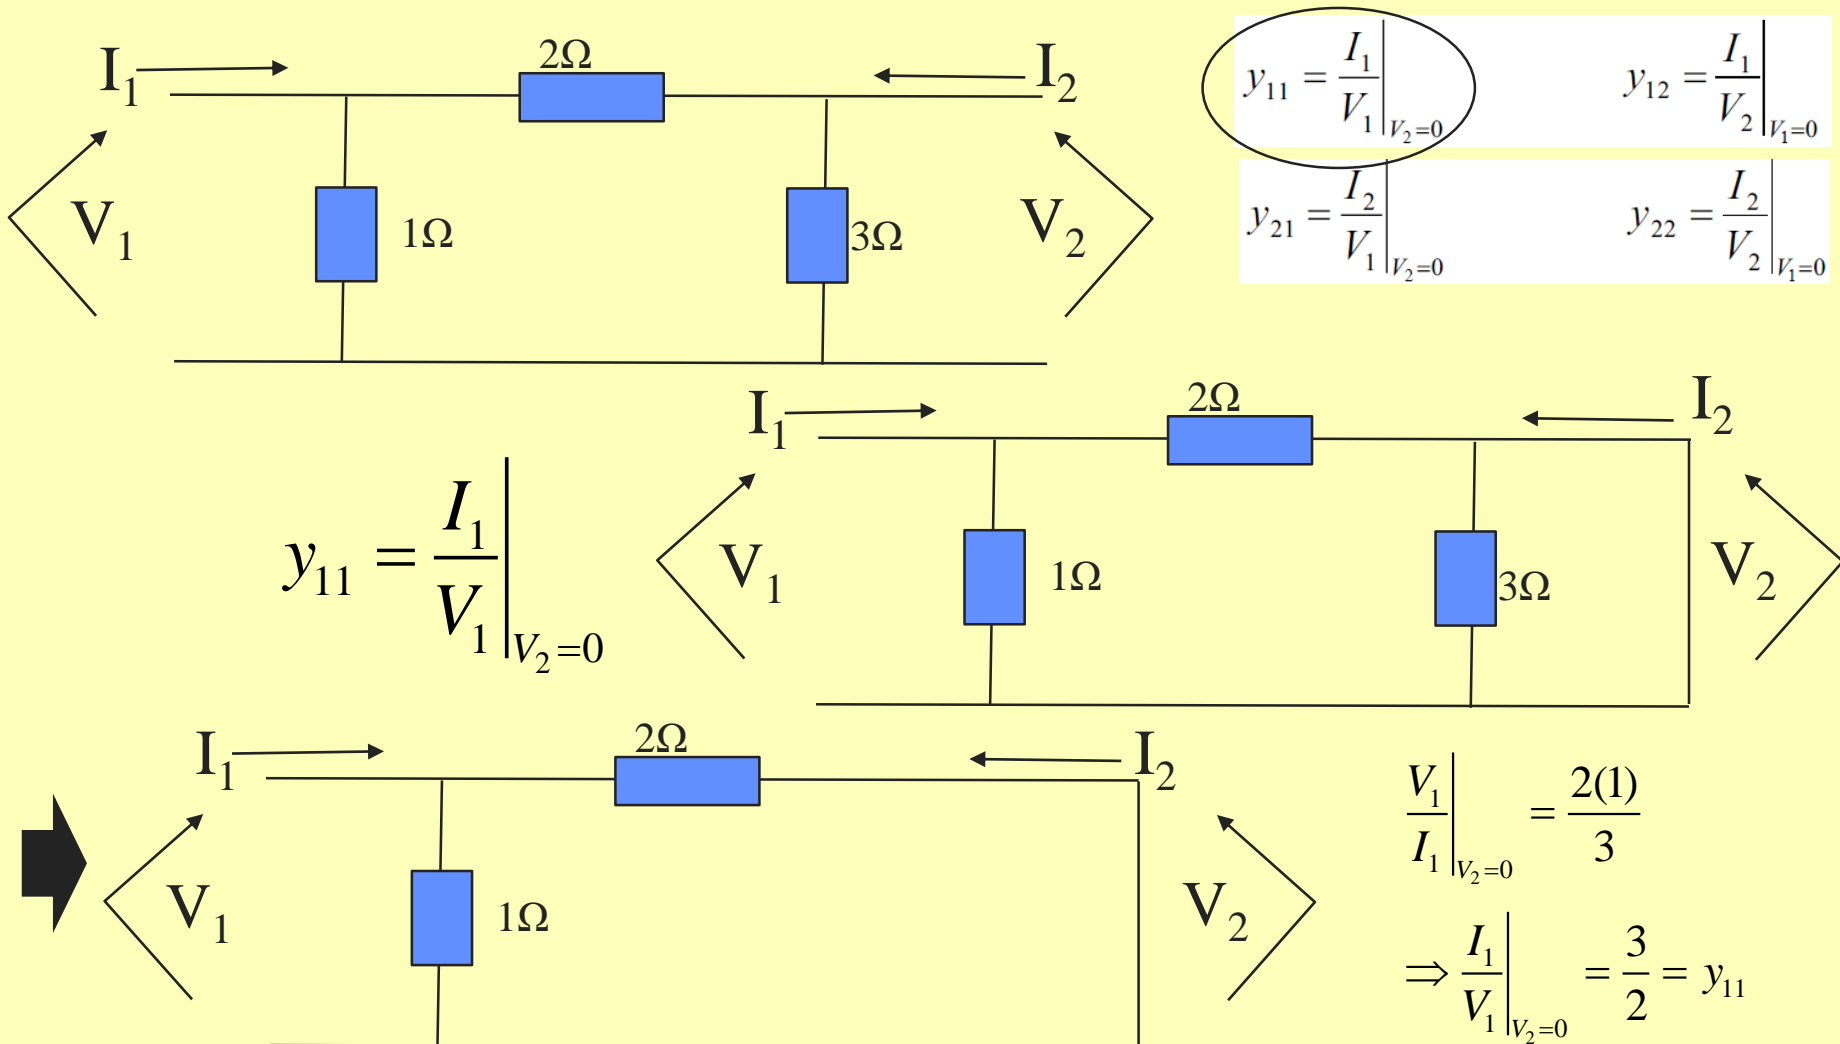 I₁ 2Ω I₂
V₁ 1Ω 3Ω V₂
y₁₁ = I₁/V₁ |V₂=0 y₁₂ = I₁/V₂ |V₁=0
y₂₁ = I₂/V₁ |V₂=0 y₂₂ = I₂/V₂ |V₁=0
I₁ 2Ω I₂
y₁₁ = I₁/V₁ |V₂=0
V₁ 1Ω 3Ω V₂
I₁ 2Ω I₂
V₁ 1Ω V₂
V₁/I₁ |V₂=0 = 2(1)/3
⇒ I₁/V₁ |V₂=0 = 3/2 = y₁₁